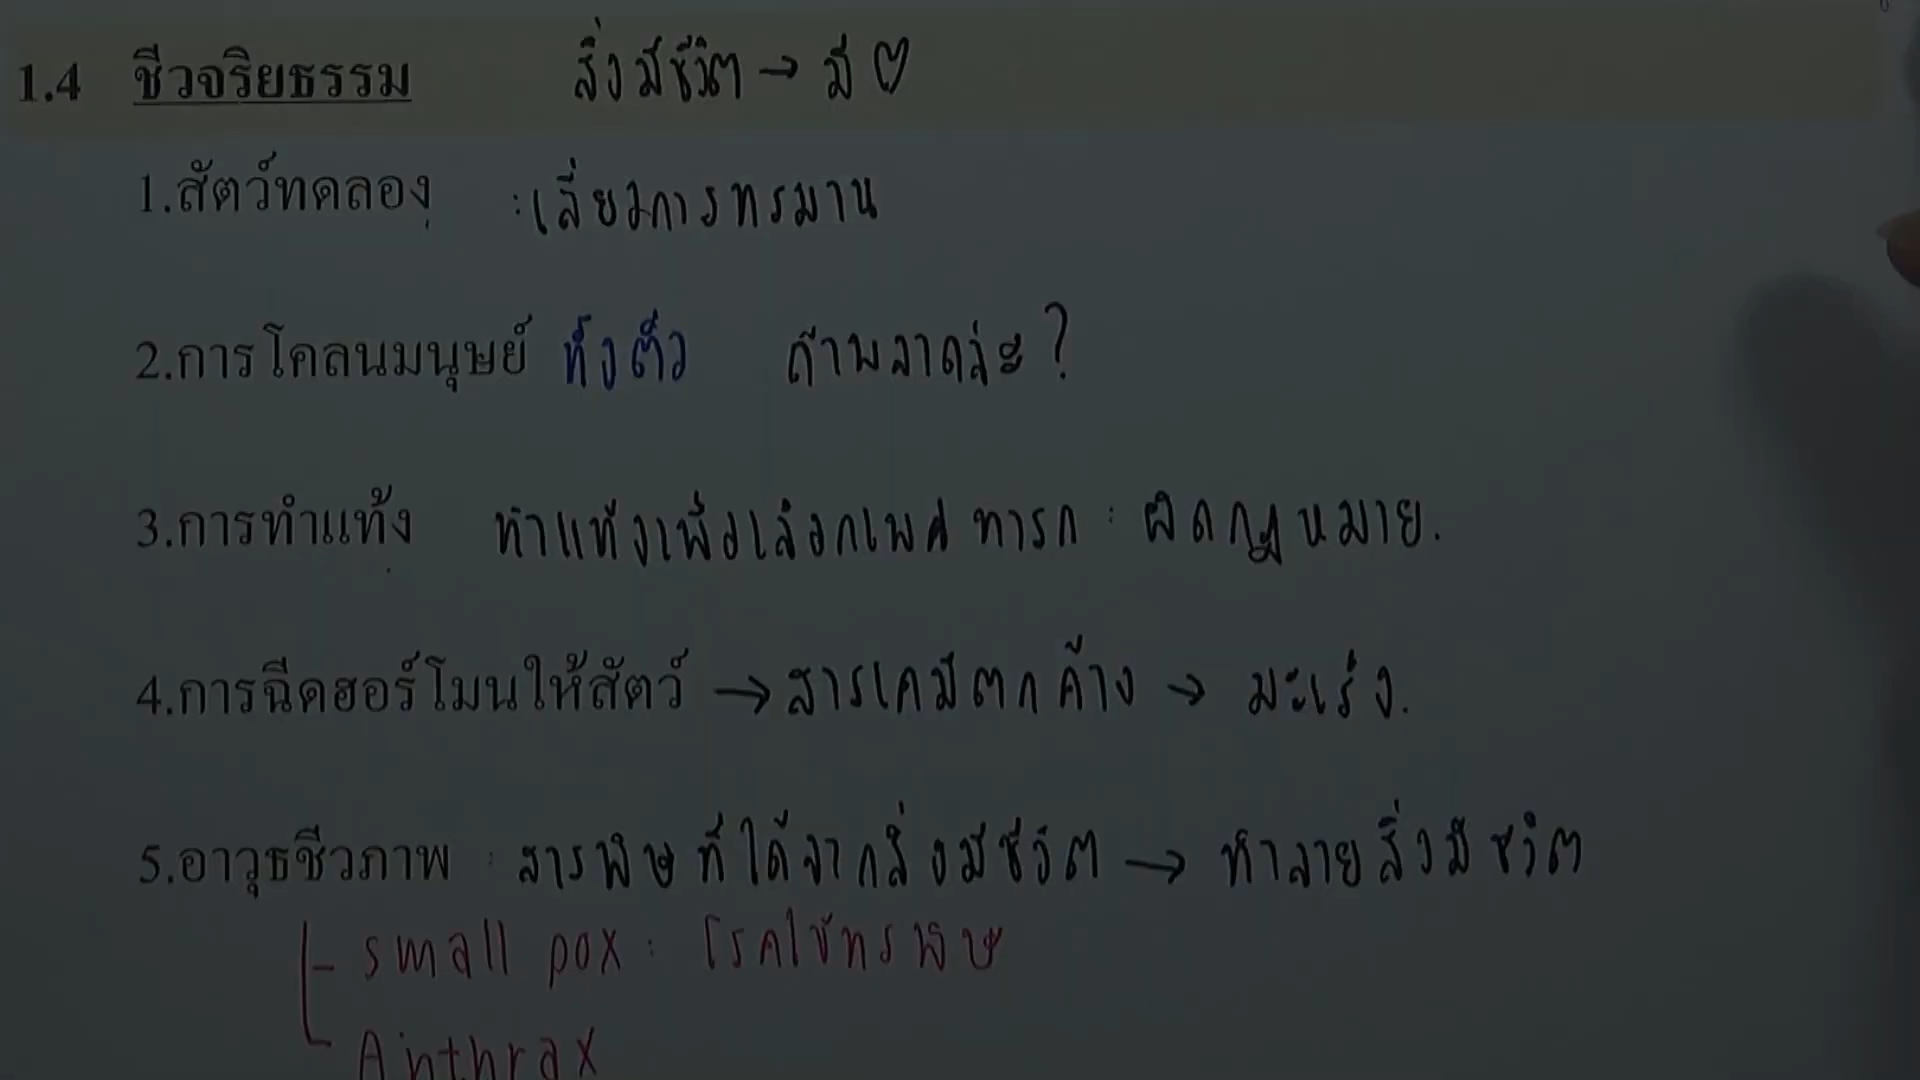 1.4 ชีวจริยธรรม สิ่งมีชีวิต → มี ♡
1.สัตว์ทดลอง : เลี่ยงการทรมาน
2.การโคลนมนุษย์ ทั้งตัว ถ้าพลาดล่ะ ?
3.การทำแท้ง ทำแท้งเพื่อเลือกเพศ ทารก : ผิดกฎหมาย.
4.การฉีดฮอร์โมนให้สัตว์ → สารเคมีตกค้าง → มะเร็ง.
5.อาวุธชีวภาพ : สารพิษที่ได้จากสิ่งมีชีวิต → ทำลายสิ่งมีชีวิต
small pox : โรคไข้ทรพิษ
Anthrax